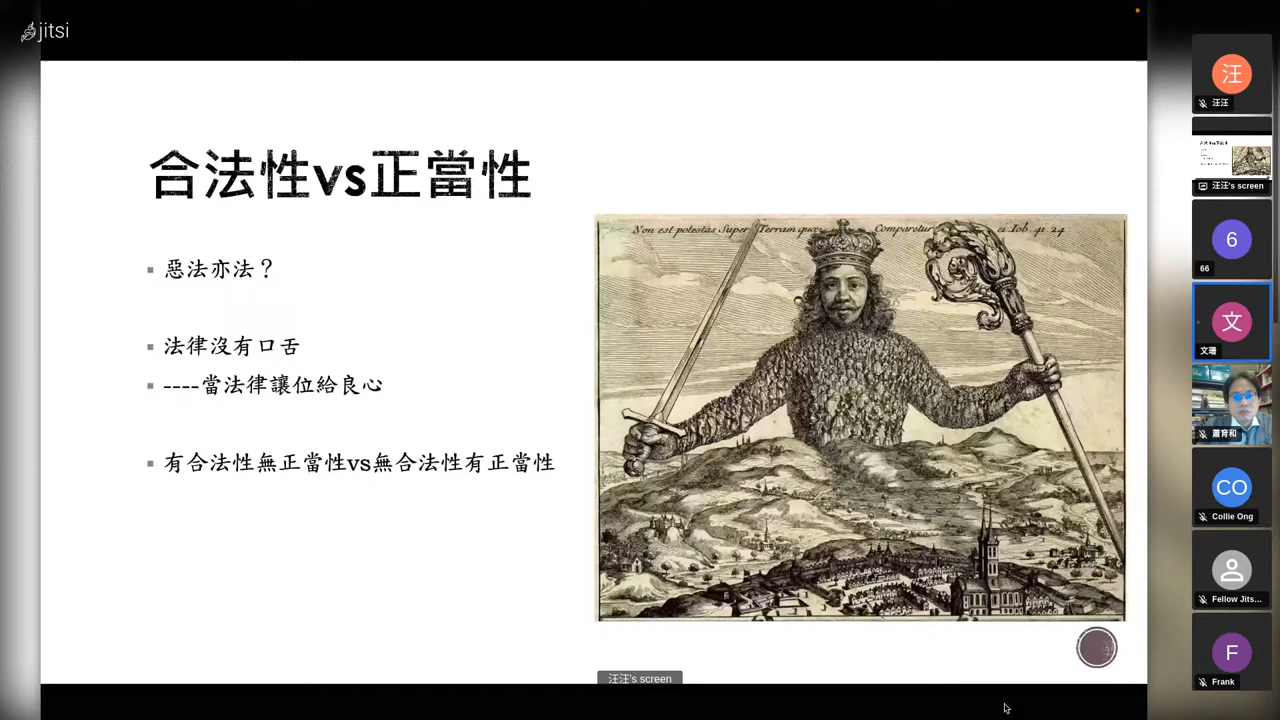 jitsi
合法性vs正當性
惡法亦法？
法律沒有口舌
----當法律讓位給良心
有合法性無正當性vs無合法性有正當性
Non est potestas Super Terram quæ Comparetur ei Iob. 41. 24
汪汪's screen
汪
汪汪
汪汪's screen
6
66
文
文珊
蕭育和
CO
Collie Ong
Fellow Jits...
F
Frank